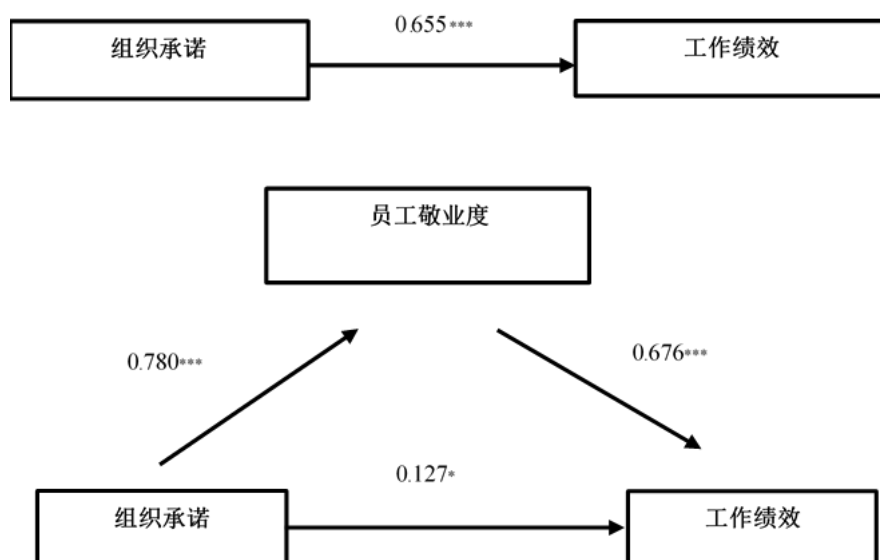 0.655***
组织承诺
工作绩效
员工敬业度
0.780***
0.676***
0.127*
组织承诺
工作绩效